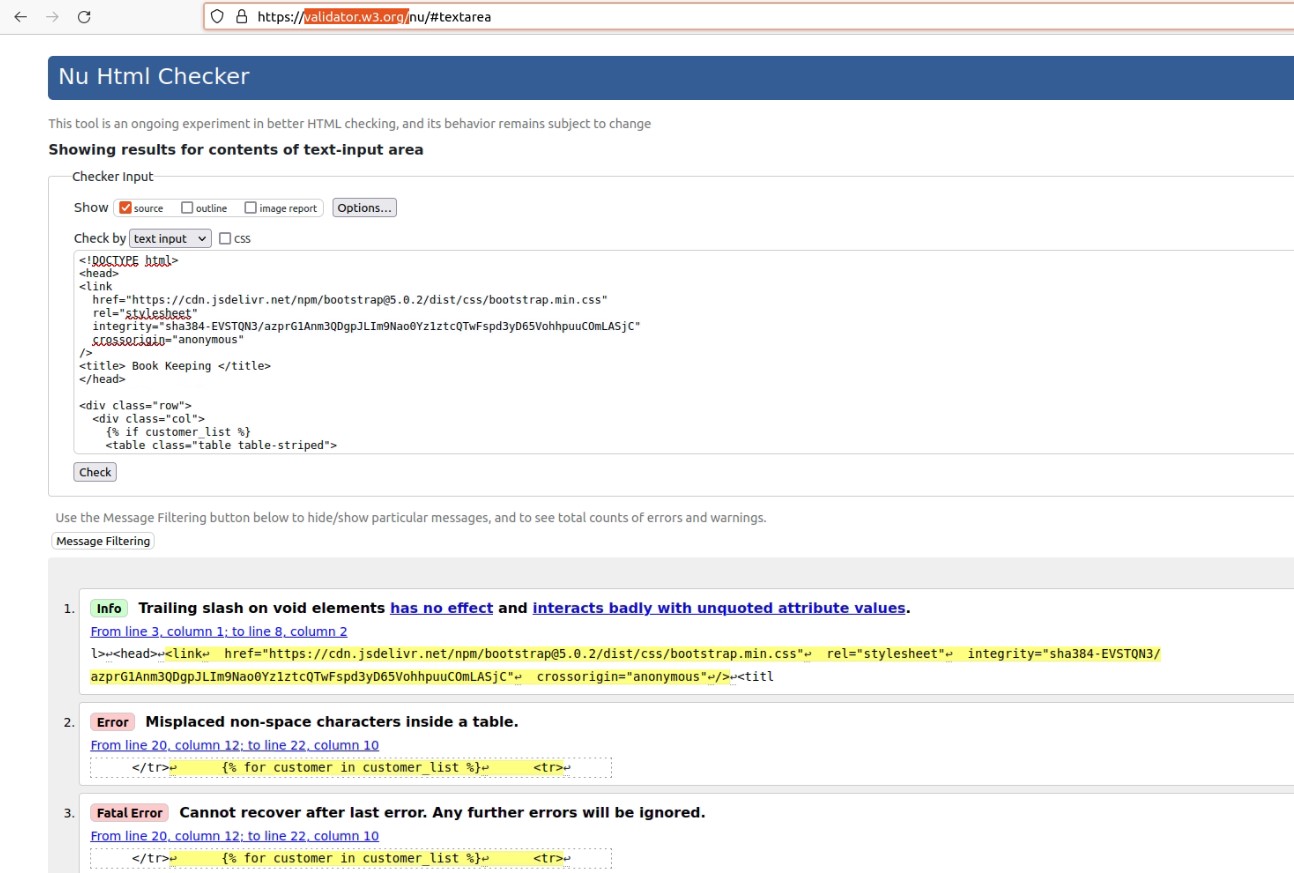 https://validator.w3.org/nu/#textarea
Nu Html Checker
This tool is an ongoing experiment in better HTML checking, and its behavior remains subject to change
Showing results for contents of text-input area
Checker Input
Show source outline image report Options...
Check by text input CSS
<!DOCTYPE html>
<head>
<link
  href="https://cdn.jsdelivr.net/npm/bootstrap@5.0.2/dist/css/bootstrap.min.css"
  rel="stylesheet"
  integrity="sha384-EVSTQN3/azprG1Anm3QDgpJLIm9Nao0Yz1ztcQTwFspd3yD65VohhpuuCOmLASjC"
  crossorigin="anonymous"
/>
<title> Book Keeping </title>
</head>
<div class="row">
  <div class="col">
    {% if customer_list %}
    <table class="table table-striped">
Check
Use the Message Filtering button below to hide/show particular messages, and to see total counts of errors and warnings.
Message Filtering
1. Info Trailing slash on void elements has no effect and interacts badly with unquoted attribute values.
From line 3, column 1; to line 8, column 2
l>↩<head>↩<link↩  href="https://cdn.jsdelivr.net/npm/bootstrap@5.0.2/dist/css/bootstrap.min.css"↩  rel="stylesheet"↩  integrity="sha384-EVSTQN3/
azprG1Anm3QDgpJLIm9Nao0Yz1ztcQTwFspd3yD65VohhpuuCOmLASjC"↩  crossorigin="anonymous"↩/>↩<titl
2. Error Misplaced non-space characters inside a table.
From line 20, column 12; to line 22, column 10
</tr>↩      {% for customer in customer_list %}↩      <tr>↩
3. Fatal Error Cannot recover after last error. Any further errors will be ignored.
From line 20, column 12; to line 22, column 10
</tr>↩      {% for customer in customer_list %}↩      <tr>↩